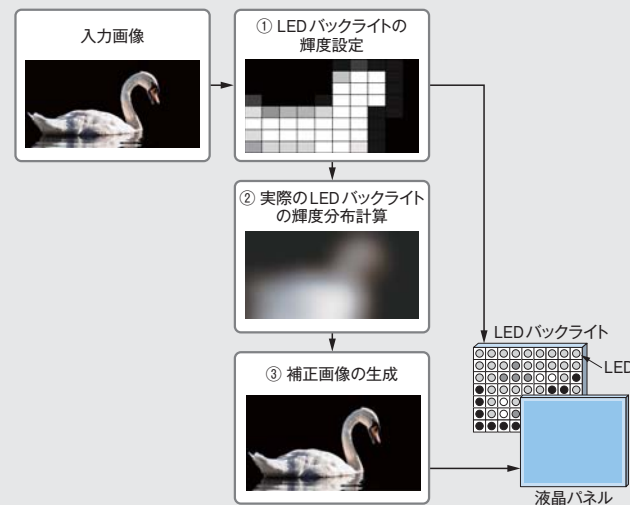 入力画像
① LEDバックライトの
輝度設定
② 実際のLEDバックライト
の輝度分布計算
③ 補正画像の生成
LEDバックライト
LED
液晶パネル